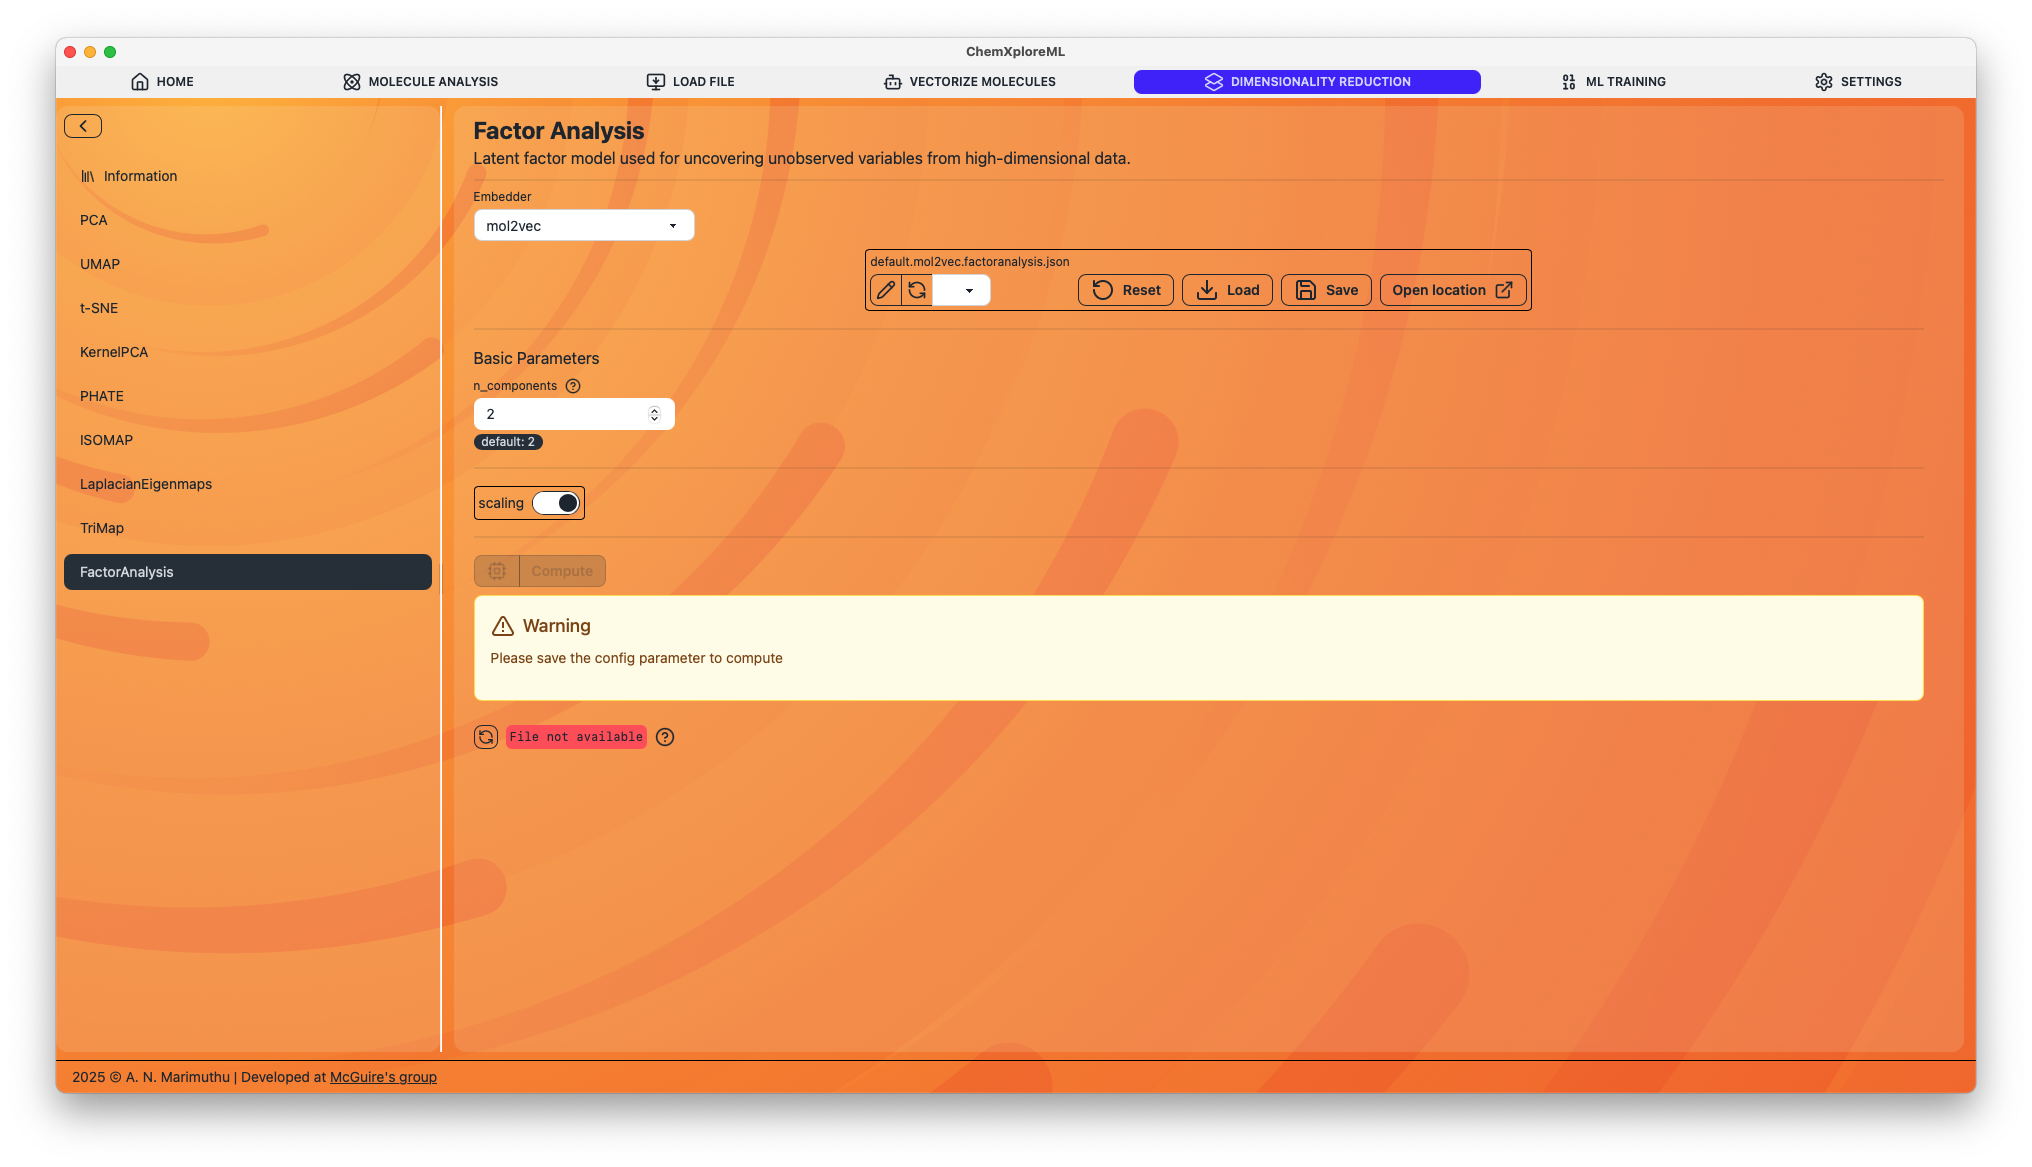 ChemXploreML
HOME
MOLECULE ANALYSIS
LOAD FILE
VECTORIZE MOLECULES
DIMENSIONALITY REDUCTION
ML TRAINING
SETTINGS
Information
PCA
UMAP
t-SNE
KernelPCA
PHATE
ISOMAP
LaplacianEigenmaps
TriMap
FactorAnalysis
Factor Analysis
Latent factor model used for uncovering unobserved variables from high-dimensional data.
Embedder
mol2vec
default.mol2vec.factoranalysis.json
Reset
Load
Save
Open location
Basic Parameters
n_components
2
default: 2
scaling
Compute
Warning
Please save the config parameter to compute
File not available
2025 © A. N. Marimuthu | Developed at McGuire's group